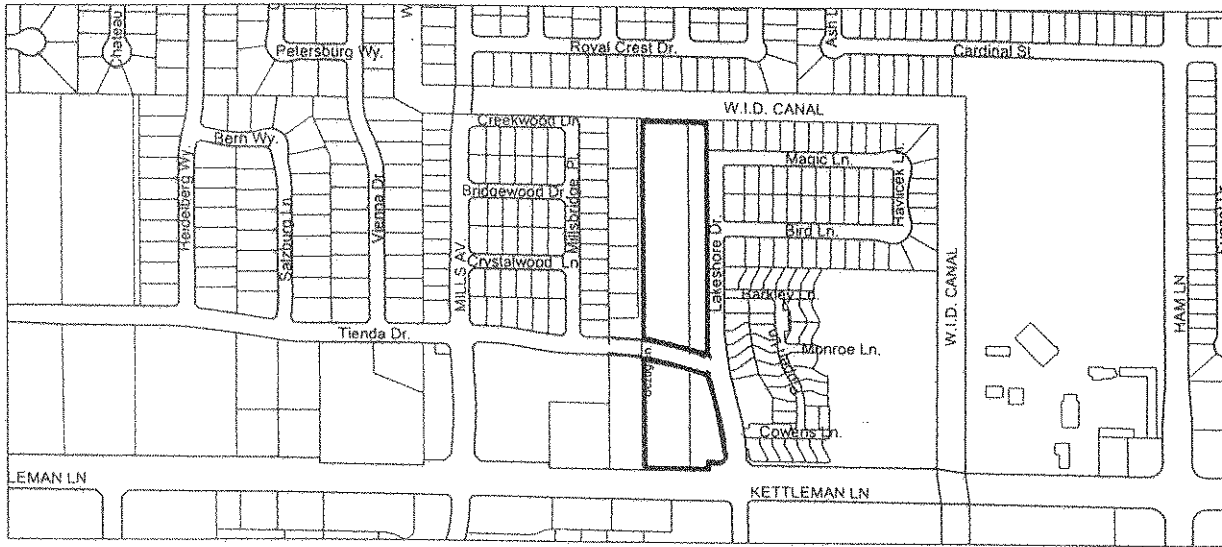 Chateau
W
Ash L
Petersburg Wy.
Royal Crest Dr.
Cardinal St.
W.I.D. CANAL
Creekwood Dr.
Bern Wy.
Magic Ln.
Havlicek Ln.
Bridgewood Dr.
Millsbridge Pl.
Heidelberg Wy.
Vienna Dr.
Salzburg Ln.
Bird Ln.
Lakeshore Dr.
MILLS AV
Crystalwood Ln
Barkley Ln.
W.I.D. CANAL
HAM LN
Tienda Dr.
Monroe Ln.
Cowens Ln.
LEMAN LN
KETTLEMAN LN